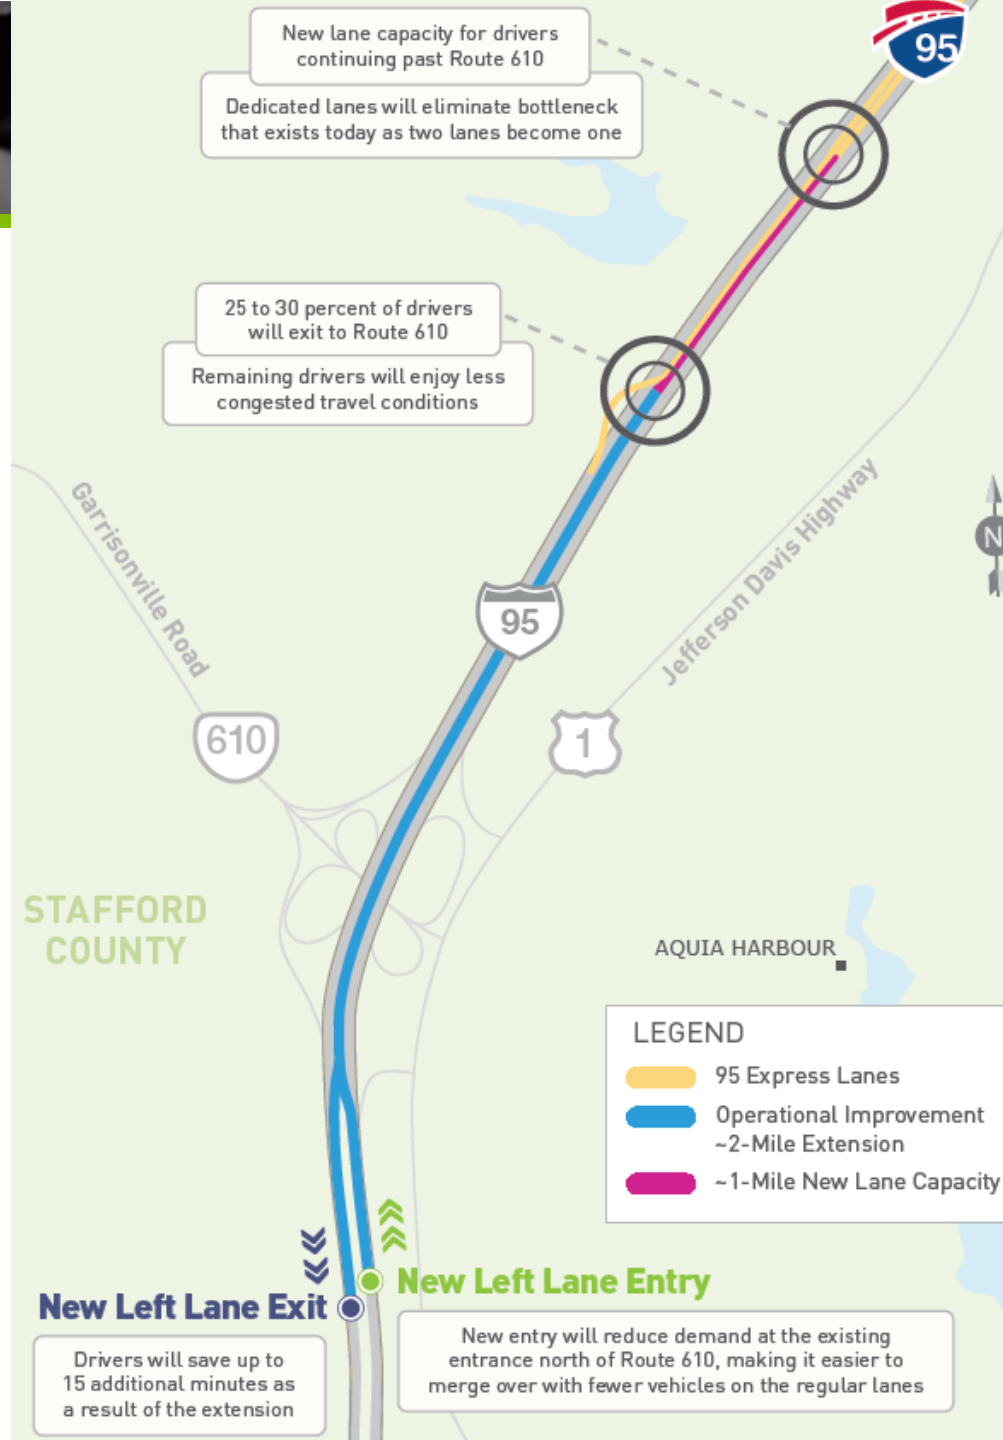 New lane capacity for drivers
continuing past Route 610
Dedicated lanes will eliminate bottleneck
that exists today as two lanes become one
95
25 to 30 percent of drivers
will exit to Route 610
Remaining drivers will enjoy less
congested travel conditions
Garrisonville Road
Jefferson Davis Highway
N
95
610
1
STAFFORD
COUNTY
AQUIA HARBOUR
LEGEND
95 Express Lanes
Operational Improvement
~2-Mile Extension
~1-Mile New Lane Capacity
New Left Lane Entry
New entry will reduce demand at the existing
entrance north of Route 610, making it easier to
merge over with fewer vehicles on the regular lanes
New Left Lane Exit
Drivers will save up to
15 additional minutes as
a result of the extension